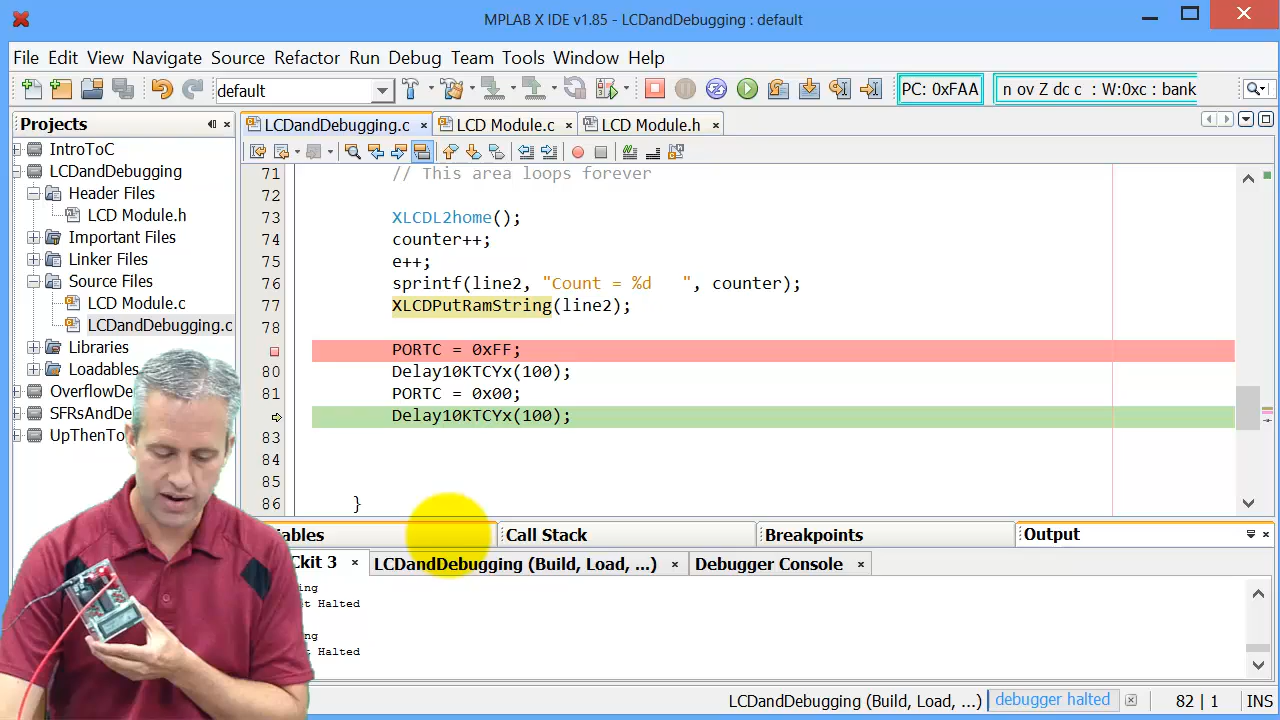 MPLAB X IDE v1.85 - LCDandDebugging : default
File Edit View Navigate Source Refactor Run Debug Team Tools Window Help
default
PC: 0xFAA
n ov Z dc c : W:0xc : bank
Projects
IntroToC
LCDandDebugging
Header Files
LCD Module.h
Important Files
Linker Files
Source Files
LCD Module.c
LCDandDebugging.c
Libraries
Loadables
OverflowDe
SFRsAndDe
UpThenTo
LCDandDebugging.c
LCD Module.c
LCD Module.h
71 // This area loops forever
72
73 XLCDL2home();
74 counter++;
75 e++;
76 sprintf(line2, "Count = %d   ", counter);
77 XLCDPutRamString(line2);
78
PORTC = 0xFF;
80 Delay10KTCYx(100);
81 PORTC = 0x00;
Delay10KTCYx(100);
83
84
85
86 }
ables
Call Stack
Breakpoints
Output
Ckit 3
LCDandDebugging (Build, Load, ...)
Debugger Console
ing
t Halted
ng
t Halted
LCDandDebugging (Build, Load, ...)
debugger halted
82 | 1
INS